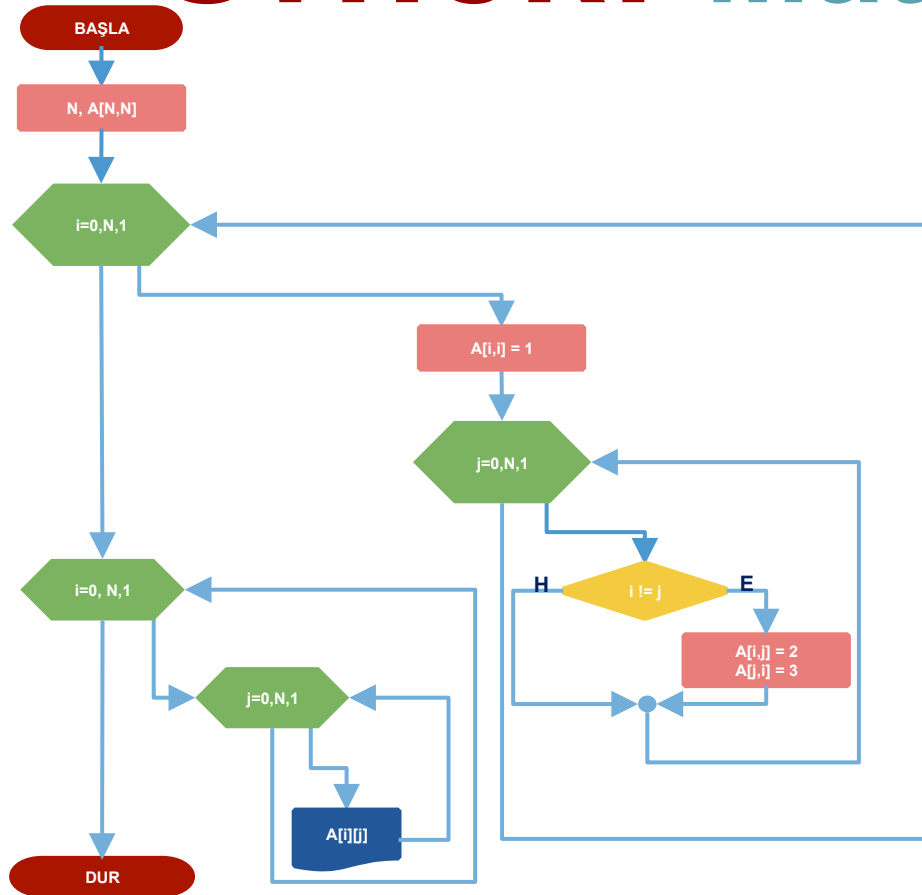 BAŞLA
N, A[N,N]
i=0,N,1
A[i,i] = 1
j=0,N,1
i != j
H
E
A[i,j] = 2
A[j,i] = 3
i=0, N,1
j=0,N,1
A[i][j]
DUR